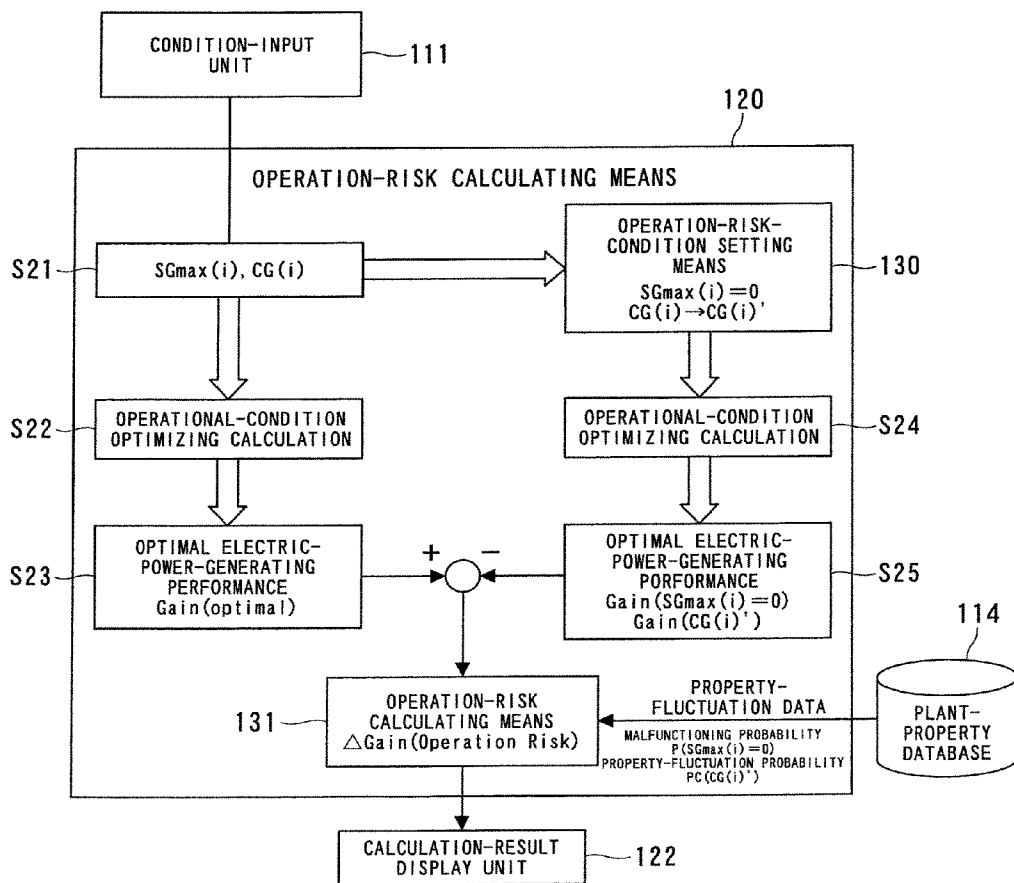 CONDITION-INPUT
UNIT
111
120
OPERATION-RISK CALCULATING MEANS
S21
SGmax(i), CG(i)
OPERATION-RISK-
CONDITION SETTING
MEANS
SGmax(i)=0
CG(i)→CG(i)'
130
S22
OPERATIONAL-CONDITION
OPTIMIZING CALCULATION
OPERATIONAL-CONDITION
OPTIMIZING CALCULATION
S24
S23
OPTIMAL ELECTRIC-
POWER-GENERATING
PERFORMANCE
Gain(optimal)
+
−
OPTIMAL ELECTRIC-
POWER-GENERATING
PORFORMANCE
Gain(SGmax(i)=0)
Gain(CG(i)')
S25
114
131
OPERATION-RISK
CALCULATING MEANS
△Gain(Operation Risk)
PROPERTY-
FLUCTUATION DATA
MALFUNCTIONING PROBABILITY
P(SGmax(i)=0)
PROPERTY-FLUCTUATION PROBABILITY
PC(CG(i)')
PLANT-
PROPERTY
DATABASE
CALCULATION-RESULT
DISPLAY UNIT
122